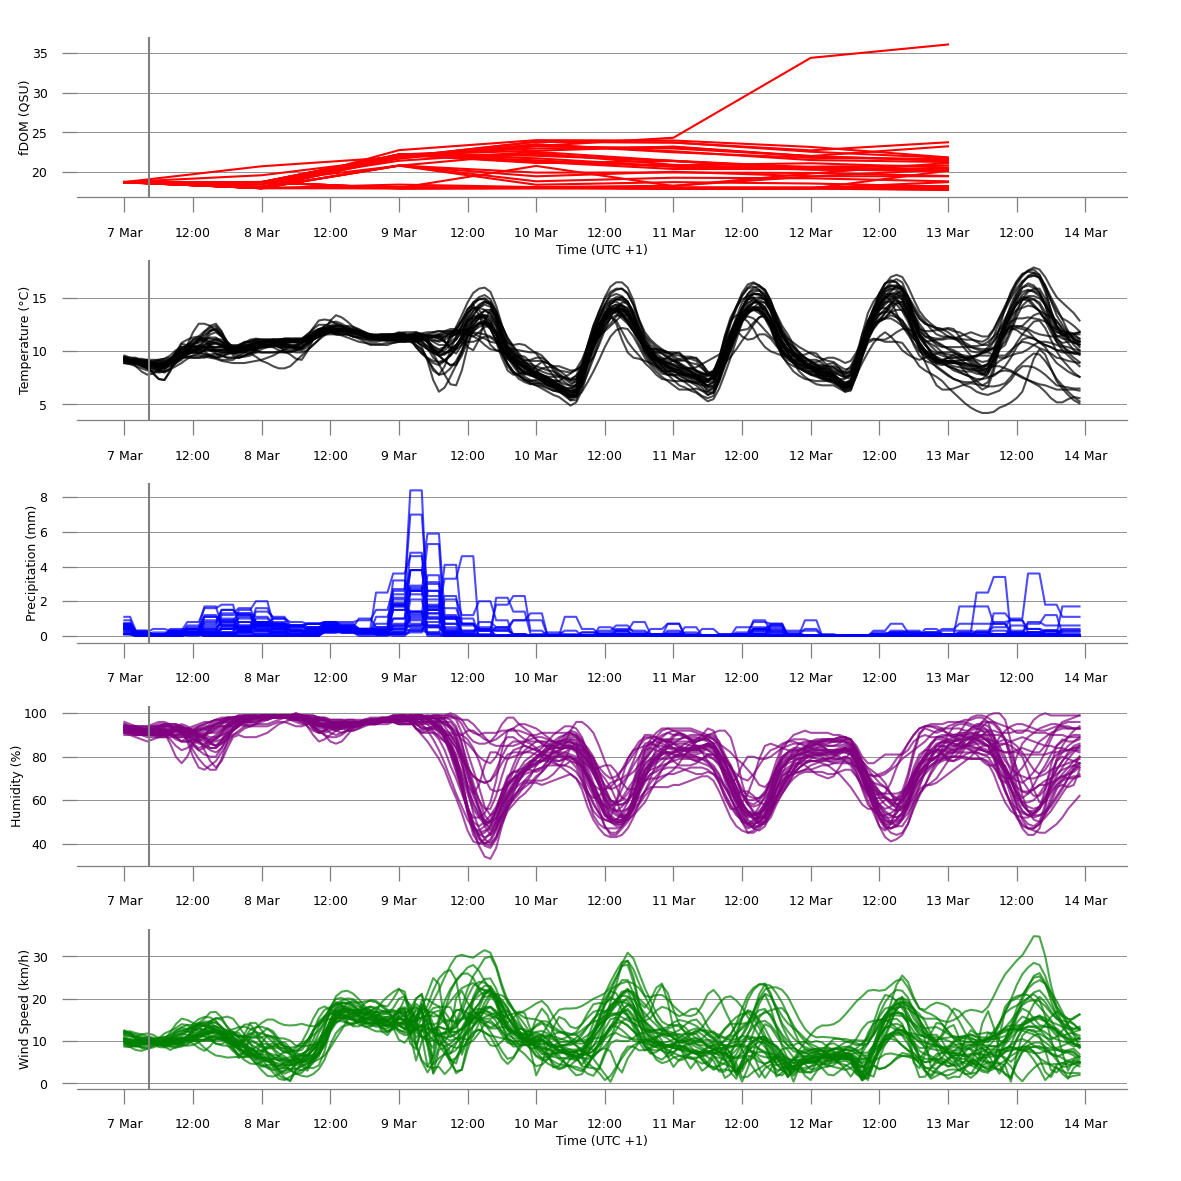 fDOM (QSU)
35
30
25
20
7 Mar 12:00 8 Mar 12:00 9 Mar 12:00 10 Mar 12:00 11 Mar 12:00 12 Mar 12:00 13 Mar 12:00 14 Mar
Time (UTC +1)
Temperature (°C)
15
10
5
7 Mar 12:00 8 Mar 12:00 9 Mar 12:00 10 Mar 12:00 11 Mar 12:00 12 Mar 12:00 13 Mar 12:00 14 Mar
Precipitation (mm)
8
6
4
2
0
7 Mar 12:00 8 Mar 12:00 9 Mar 12:00 10 Mar 12:00 11 Mar 12:00 12 Mar 12:00 13 Mar 12:00 14 Mar
Humidity (%)
100
80
60
40
7 Mar 12:00 8 Mar 12:00 9 Mar 12:00 10 Mar 12:00 11 Mar 12:00 12 Mar 12:00 13 Mar 12:00 14 Mar
Wind Speed (km/h)
30
20
10
0
7 Mar 12:00 8 Mar 12:00 9 Mar 12:00 10 Mar 12:00 11 Mar 12:00 12 Mar 12:00 13 Mar 12:00 14 Mar
Time (UTC +1)